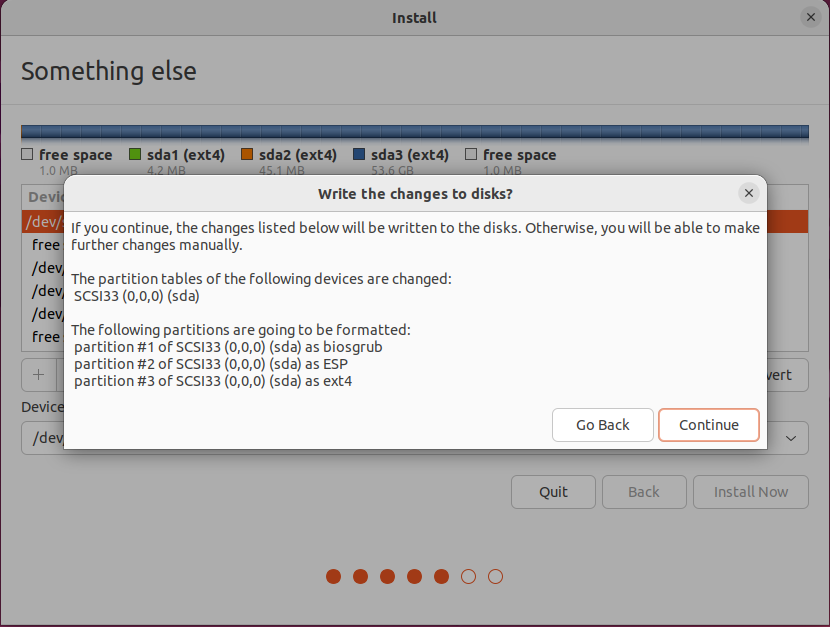 Install
Something else
free space sda1 (ext4) sda2 (ext4) sda3 (ext4) free space
1.0 MB 4.2 MB 45.1 MB 53.6 GB 1.0 MB
Write the changes to disks?
If you continue, the changes listed below will be written to the disks. Otherwise, you will be able to make
further changes manually.
The partition tables of the following devices are changed:
SCSI33 (0,0,0) (sda)
The following partitions are going to be formatted:
partition #1 of SCSI33 (0,0,0) (sda) as biosgrub
partition #2 of SCSI33 (0,0,0) (sda) as ESP
partition #3 of SCSI33 (0,0,0) (sda) as ext4
Go Back Continue
Devi
/dev/
free
/dev/
/dev/
/dev/
free
+ vert
Device
/dev/
Quit Back Install Now